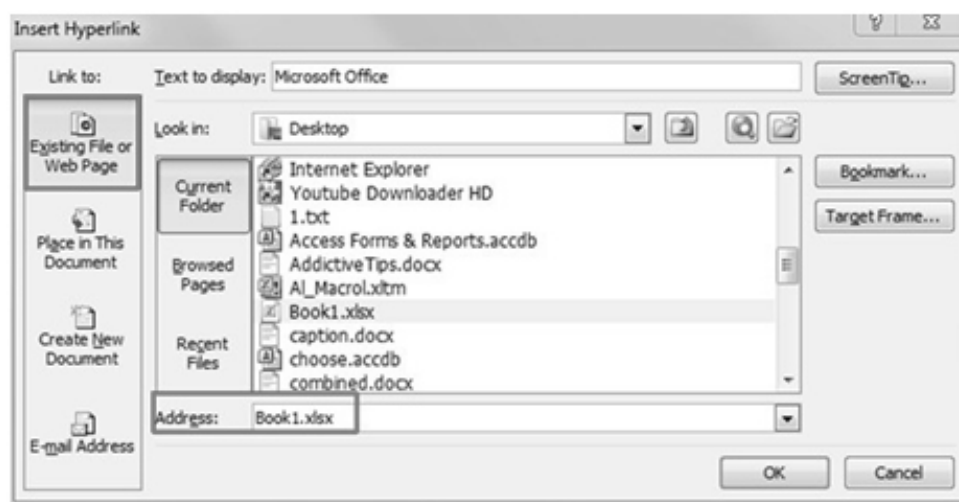 Insert Hyperlink
Link to:
Text to display: Microsoft Office
ScreenTip...
Existing File or
Web Page
Look in:
Desktop
Current
Folder
Internet Explorer
Youtube Downloader HD
1.txt
Access Forms & Reports.accdb
AddictiveTips.docx
Al_Macrol.xltm
Book1.xlsx
caption.docx
choose.accdb
combined.docx
Bookmark...
Target Frame...
Place in This
Document
Browsed
Pages
Create New
Document
Recent
Files
E-mail Address
Address: Book1.xlsx
OK
Cancel